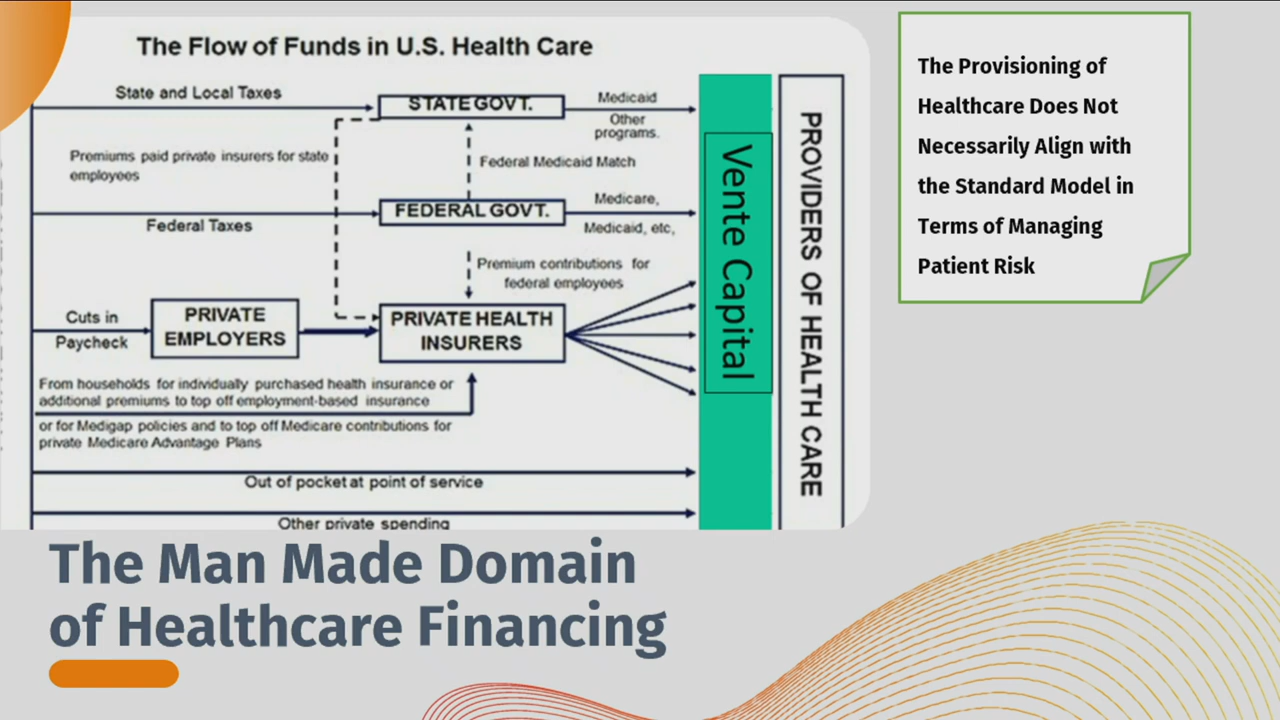 The Flow of Funds in U.S. Health Care
State and Local Taxes
STATE GOVT.
Medicaid
Other
programs.
Premiums paid private insurers for state
employees
Federal Medicaid Match
Federal Taxes
FEDERAL GOVT.
Medicare,
Medicaid, etc,
Premium contributions for
federal employees
Cuts in
Paycheck
PRIVATE
EMPLOYERS
PRIVATE HEALTH
INSURERS
From households for individually purchased health insurance or
additional premiums to top off employment-based insurance
or for Medigap policies and to top off Medicare contributions for
private Medicare Advantage Plans
Out of pocket at point of service
Other private spending
Vente Capital
PROVIDERS OF HEALTH CARE
The Provisioning of
Healthcare Does Not
Necessarily Align with
the Standard Model in
Terms of Managing
Patient Risk
The Man Made Domain
of Healthcare Financing